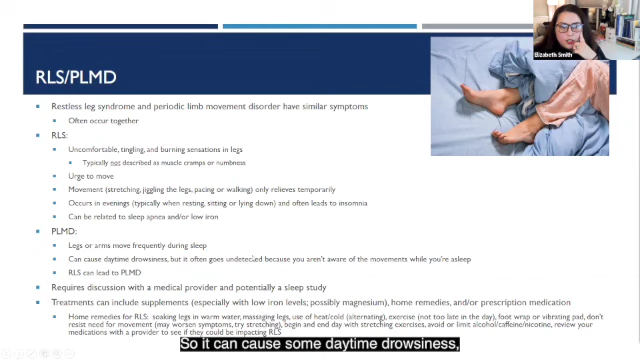 Elizabeth Smith
RLS/PLMD
Restless leg syndrome and periodic limb movement disorder have similar symptoms
Often occur together
RLS:
Uncomfortable, tingling, and burning sensations in legs
Typically not described as muscle cramps or numbness
Urge to move
Movement (stretching, jiggling the legs, pacing or walking) only relieves temporarily
Occurs in evenings (typically when resting, sitting or lying down) and often leads to insomnia
Can be related to sleep apnea and/or low iron
PLMD:
Legs or arms move frequently during sleep
Can cause daytime drowsiness, but it often goes undetected because you aren't aware of the movements while you're asleep
RLS can lead to PLMD
Requires discussion with a medical provider and potentially a sleep study
Treatments can include supplements (especially with low iron levels; possibly magnesium), home remedies, and/or prescription medication
Home remedies for RLS: soaking legs in warm water, massaging legs, use of heat/cold (alternating), exercise (not too late in the day), foot wrap or vibrating pad, don't
resist need for movement (may worsen symptoms, try stretching), begin and end day with stretching exercises, avoid or limit alcohol/caffeine/nicotine, review your
medications with a provider to see if they could be impacting RLS
So it can cause some daytime drowsiness,